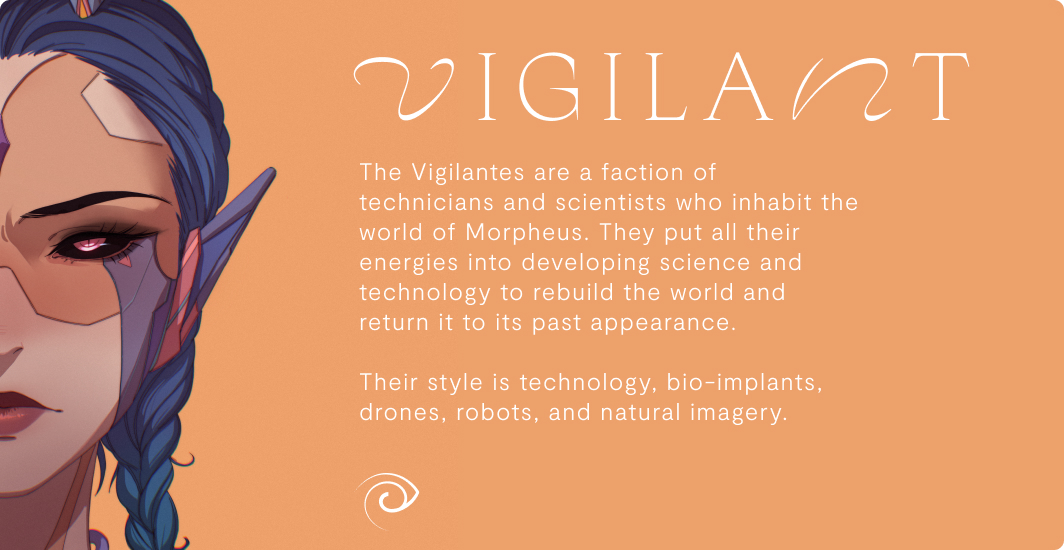 VIGILANT
The Vigilantes are a faction of
technicians and scientists who inhabit the
world of Morpheus. They put all their
energies into developing science and
technology to rebuild the world and
return it to its past appearance.
Their style is technology, bio-implants,
drones, robots, and natural imagery.